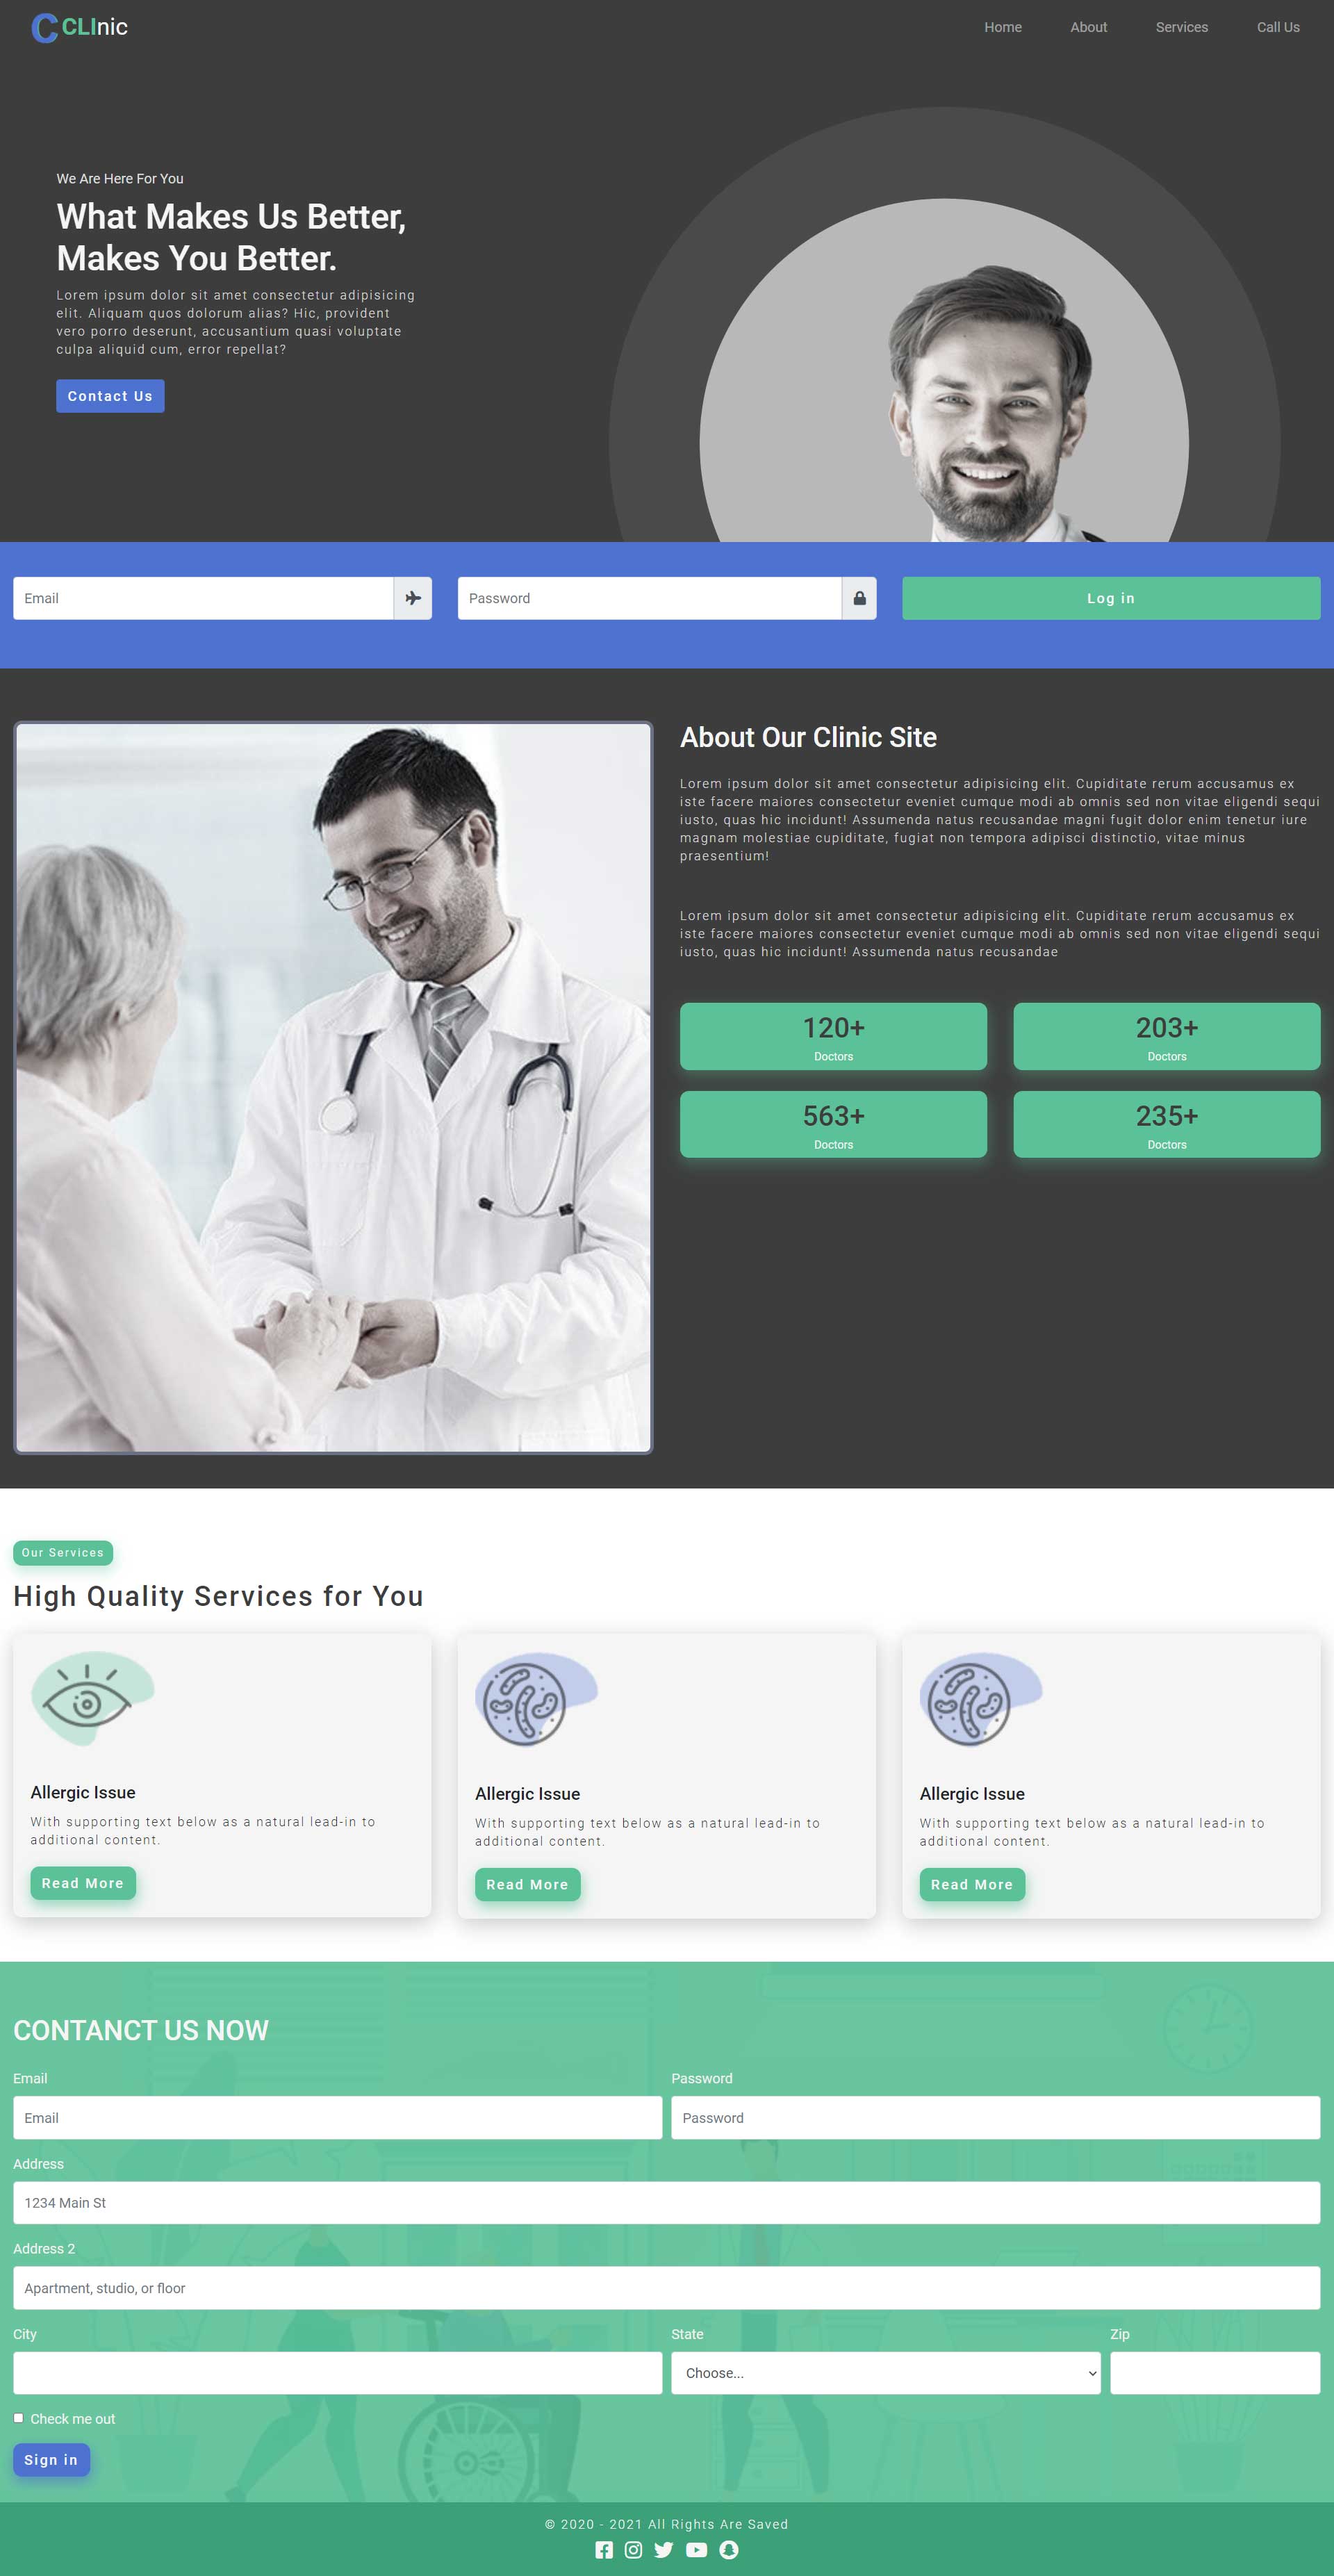 C CLInic
Home About Services Call Us
We Are Here For You
What Makes Us Better,
Makes You Better.
Lorem ipsum dolor sit amet consectetur adipisicing
elit. Aliquam quos dolorum alias? Hic, provident
vero porro deserunt, accusantium quasi voluptate
culpa aliquid cum, error repellat?
Contact Us
Email Password Log in
About Our Clinic Site
Lorem ipsum dolor sit amet consectetur adipisicing elit. Cupiditate rerum accusamus ex
iste facere maiores consectetur eveniet cumque modi ab omnis sed non vitae eligendi sequi
iusto, quas hic incidunt! Assumenda natus recusandae magni fugit dolor enim tenetur iure
magnam molestiae cupiditate, fugiat non tempora adipisci distinctio, vitae minus
praesentium!
Lorem ipsum dolor sit amet consectetur adipisicing elit. Cupiditate rerum accusamus ex
iste facere maiores consectetur eveniet cumque modi ab omnis sed non vitae eligendi sequi
iusto, quas hic incidunt! Assumenda natus recusandae
120+
Doctors
203+
Doctors
563+
Doctors
235+
Doctors
Our Services
High Quality Services for You
Allergic Issue
With supporting text below as a natural lead-in to
additional content.
Read More
Allergic Issue
With supporting text below as a natural lead-in to
additional content.
Read More
Allergic Issue
With supporting text below as a natural lead-in to
additional content.
Read More
CONTANCT US NOW
Email
Email
Password
Password
Address
1234 Main St
Address 2
Apartment, studio, or floor
City
State
Choose...
Zip
Check me out
Sign in
© 2020 - 2021 All Rights Are Saved